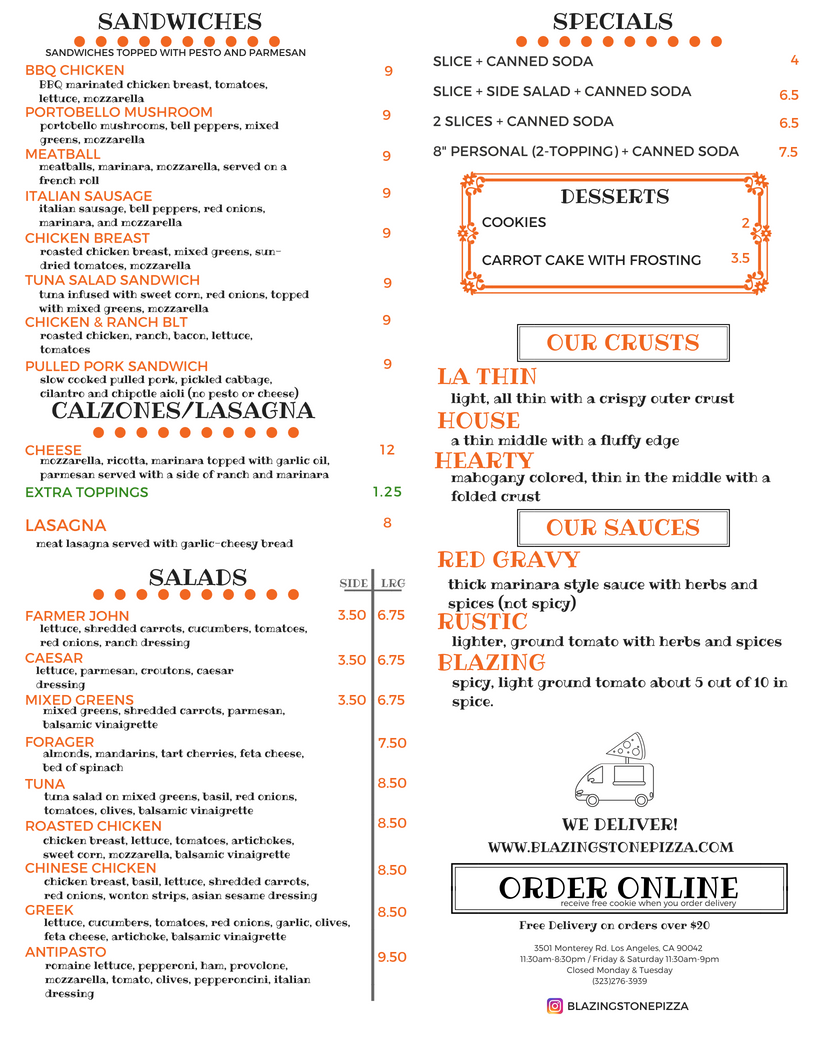 SANDWICHES
SANDWICHES TOPPED WITH PESTO AND PARMESAN
BBQ CHICKEN 9
BBQ marinated chicken breast, tomatoes,
lettuce, mozzarella
PORTOBELLO MUSHROOM 9
portobello mushrooms, bell peppers, mixed
greens, mozzarella
MEATBALL 9
meatballs, marinara, mozzarella, served on a
french roll
ITALIAN SAUSAGE 9
italian sausage, bell peppers, red onions,
marinara, and mozzarella
CHICKEN BREAST 9
roasted chicken breast, mixed greens, sun-
dried tomatoes, mozzarella
TUNA SALAD SANDWICH 9
tuna infused with sweet corn, red onions, topped
with mixed greens, mozzarella
CHICKEN & RANCH BLT 9
roasted chicken, ranch, bacon, lettuce,
tomatoes
PULLED PORK SANDWICH 9
slow cooked pulled pork, pickled cabbage,
cilantro and chipotle aioli (no pesto or cheese)
CALZONES/LASAGNA
CHEESE 12
mozzarella, ricotta, marinara topped with garlic oil,
parmesan served with a side of ranch and marinara
EXTRA TOPPINGS 1.25
LASAGNA 8
meat lasagna served with garlic-cheesy bread
SALADS
SIDE LRG
FARMER JOHN 3.50 6.75
lettuce, shredded carrots, cucumbers, tomatoes,
red onions, ranch dressing
CAESAR 3.50 6.75
lettuce, parmesan, croutons, caesar
dressing
MIXED GREENS 3.50 6.75
mixed greens, shredded carrots, parmesan,
balsamic vinaigrette
FORAGER 7.50
almonds, mandarins, tart cherries, feta cheese,
bed of spinach
TUNA 8.50
tuna salad on mixed greens, basil, red onions,
tomatoes, olives, balsamic vinaigrette
ROASTED CHICKEN 8.50
chicken breast, lettuce, tomatoes, artichokes,
sweet corn, mozzarella, balsamic vinaigrette
CHINESE CHICKEN 8.50
chicken breast, basil, lettuce, shredded carrots,
red onions, wonton strips, asian sesame dressing
GREEK 8.50
lettuce, cucumbers, tomatoes, red onions, garlic, olives,
feta cheese, artichoke, balsamic vinaigrette
ANTIPASTO 9.50
romaine lettuce, pepperoni, ham, provolone,
mozzarella, tomato, olives, pepperoncini, italian
dressing
SPECIALS
SLICE + CANNED SODA 4
SLICE + SIDE SALAD + CANNED SODA 6.5
2 SLICES + CANNED SODA 6.5
8" PERSONAL (2-TOPPING) + CANNED SODA 7.5
DESSERTS
COOKIES 2
CARROT CAKE WITH FROSTING 3.5
OUR CRUSTS
LA THIN
light, all thin with a crispy outer crust
HOUSE
a thin middle with a fluffy edge
HEARTY
mahogany colored, thin in the middle with a
folded crust
OUR SAUCES
RED GRAVY
thick marinara style sauce with herbs and
spices (not spicy)
RUSTIC
lighter, ground tomato with herbs and spices
BLAZING
spicy, light ground tomato about 5 out of 10 in
spice.
WE DELIVER!
WWW.BLAZINGSTONEPIZZA.COM
ORDER ONLINE
receive free cookie when you order delivery
Free Delivery on orders over $20
3501 Monterey Rd. Los Angeles, CA 90042
11:30am-8:30pm / Friday & Saturday 11:30am-9pm
Closed Monday & Tuesday
(323)276-3939
BLAZINGSTONEPIZZA